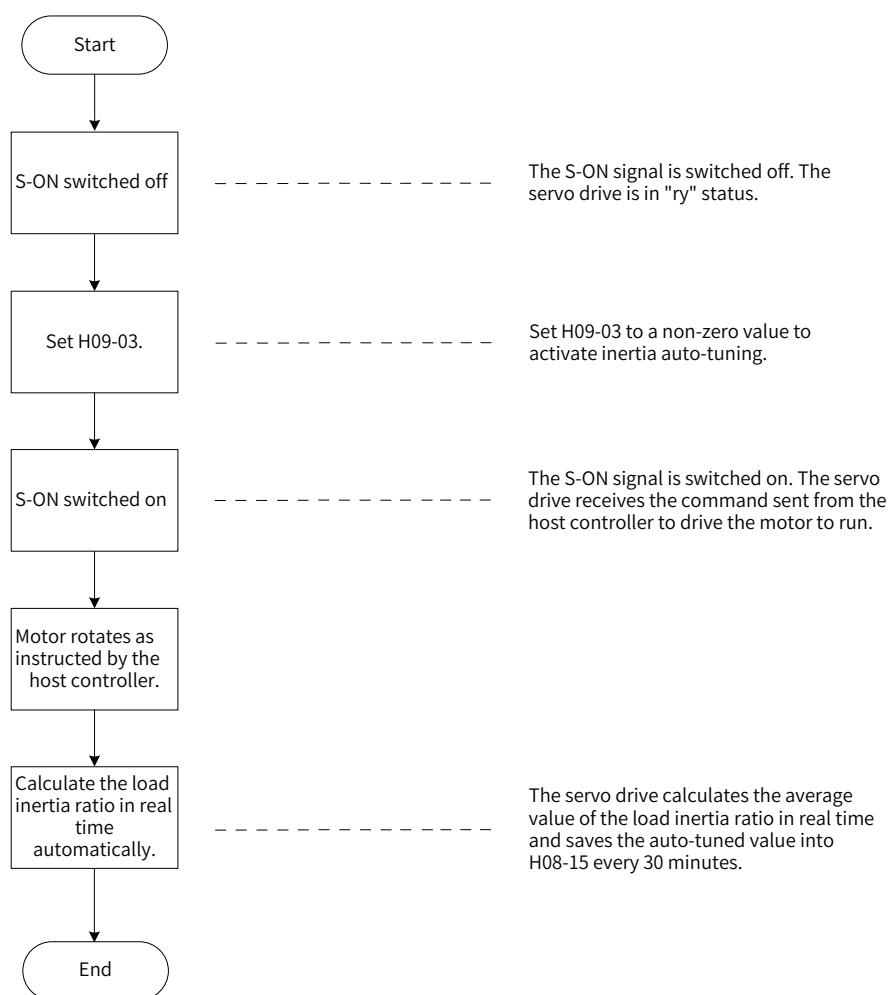 Start
S-ON switched off
The S-ON signal is switched off. The
servo drive is in "ry" status.
Set H09-03.
Set H09-03 to a non-zero value to
activate inertia auto-tuning.
S-ON switched on
The S-ON signal is switched on. The servo
drive receives the command sent from the
host controller to drive the motor to run.
Motor rotates as
instructed by the
host controller.
Calculate the load
inertia ratio in real
time
automatically.
The servo drive calculates the average
value of the load inertia ratio in real time
and saves the auto-tuned value into
H08-15 every 30 minutes.
End